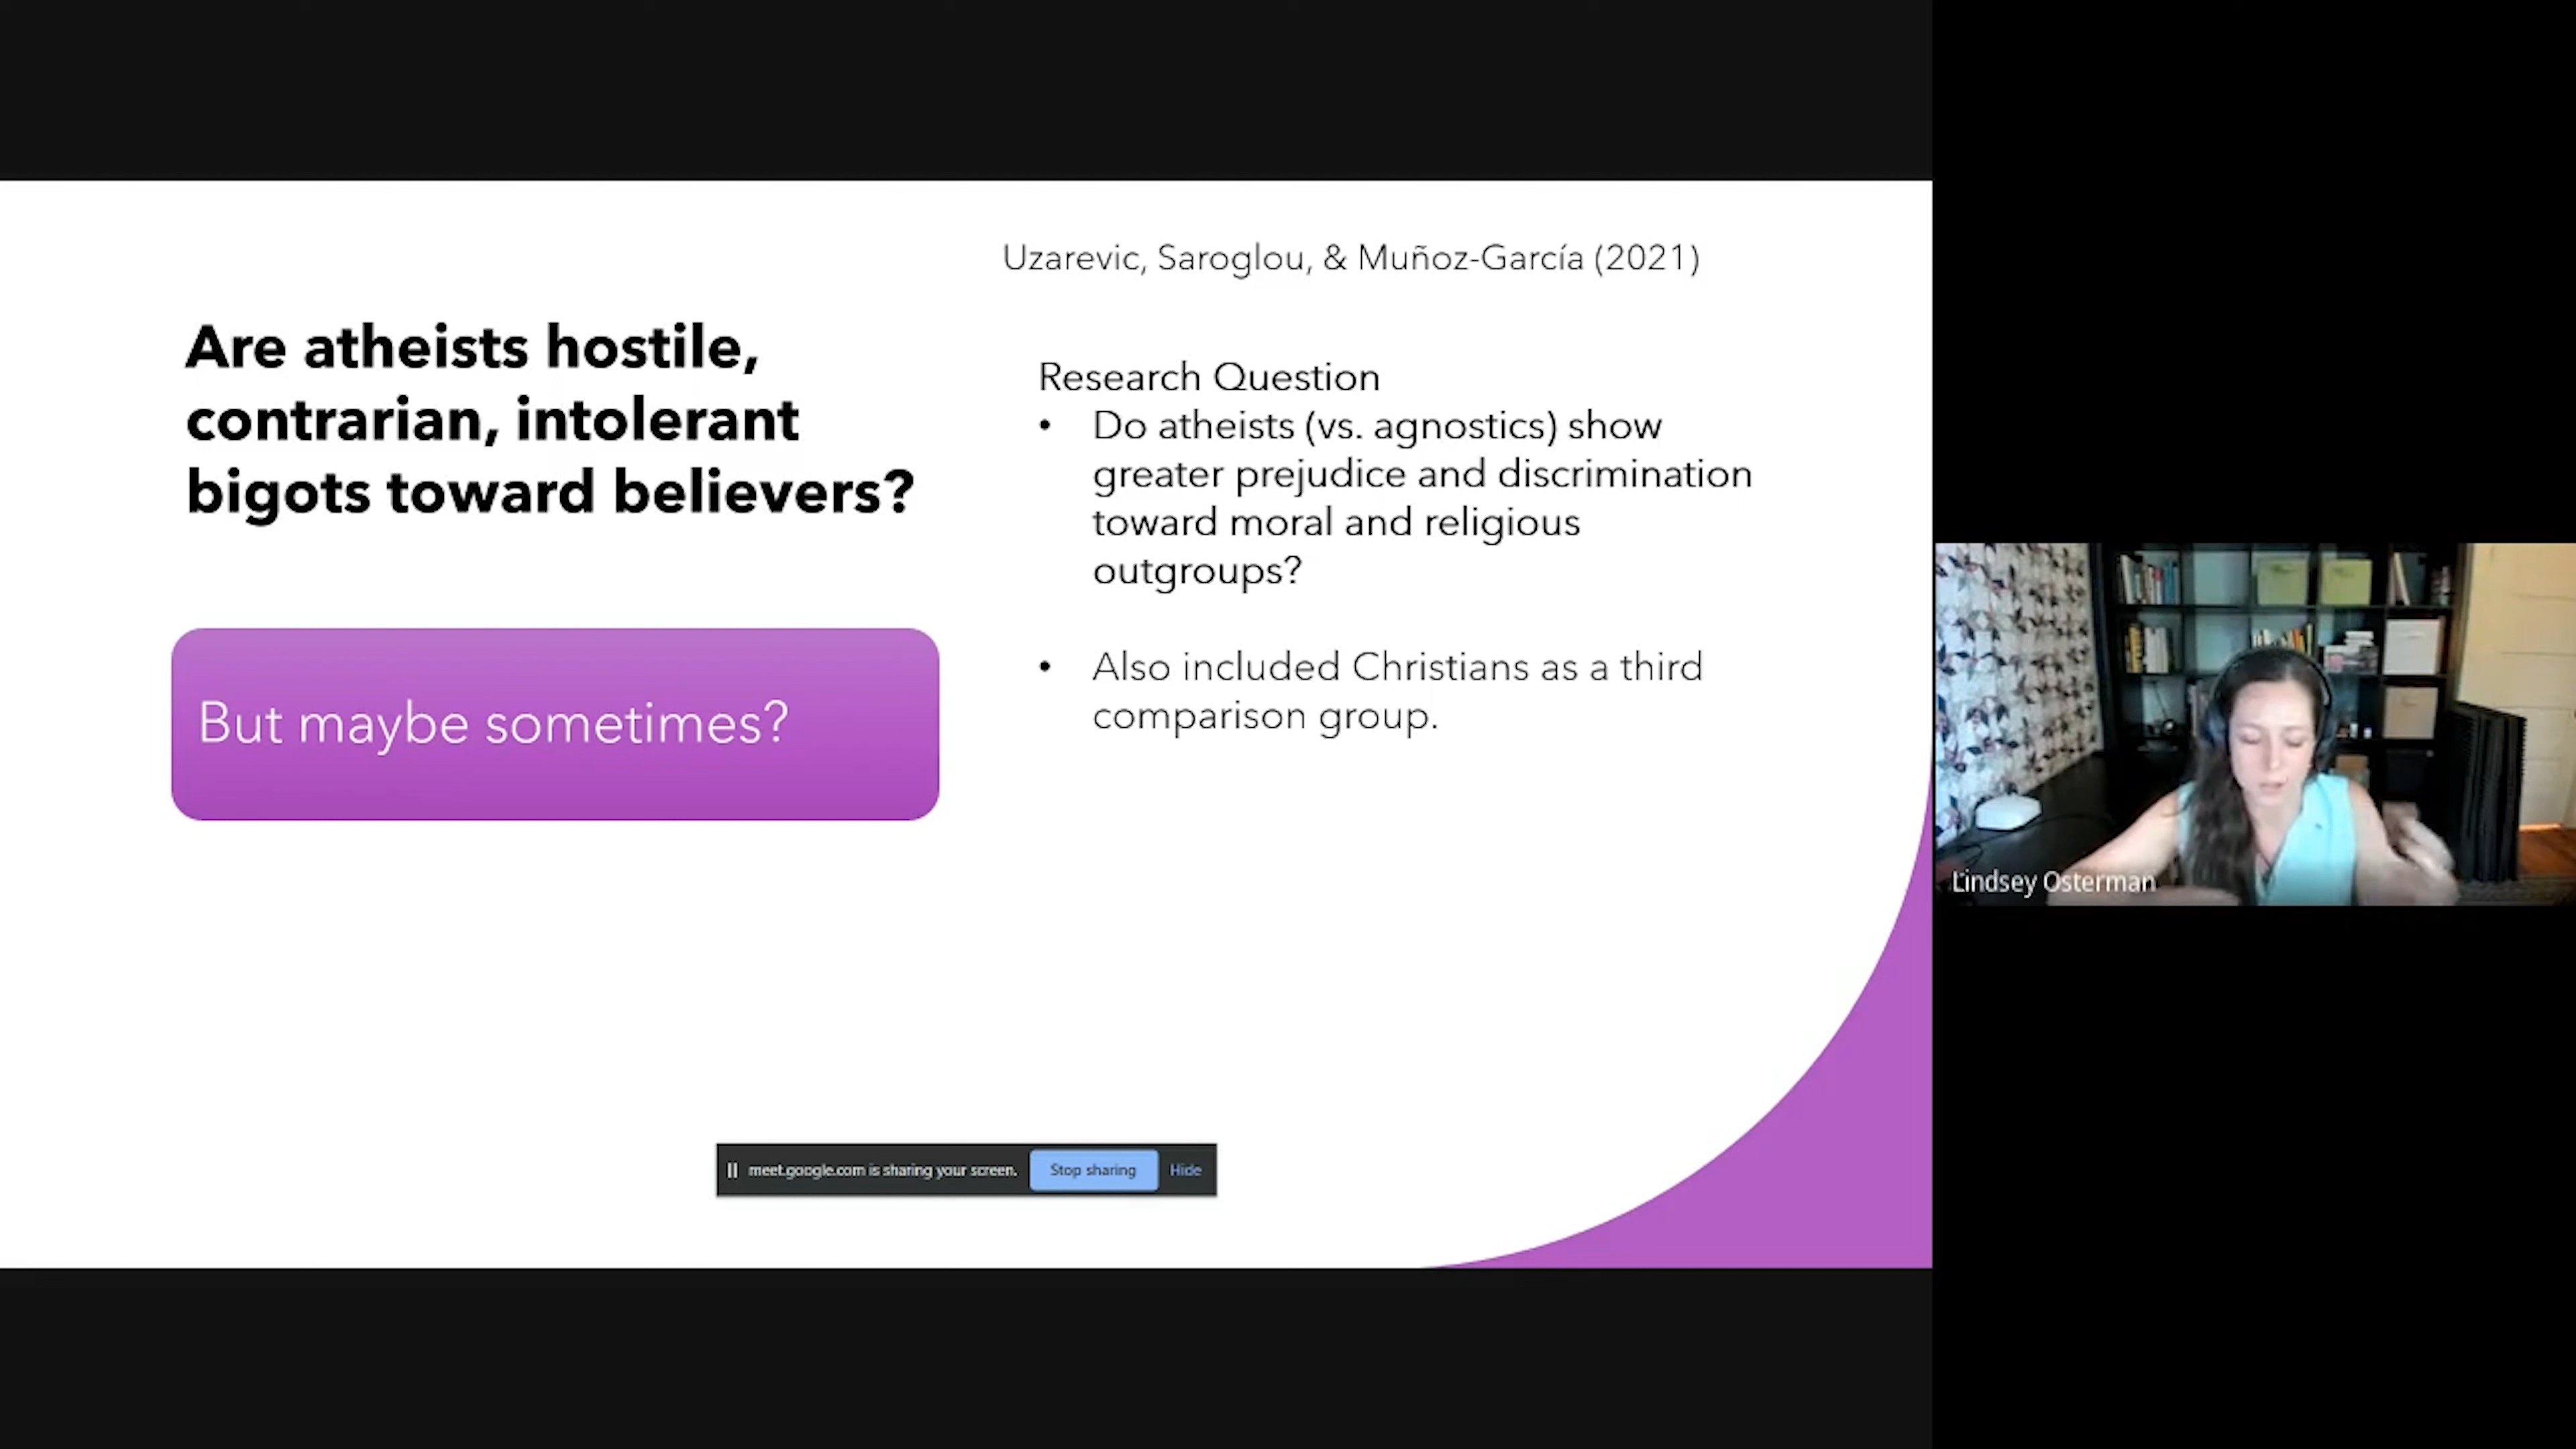 Uzarevic, Saroglou, & Muñoz-García (2021)
Are atheists hostile,
contrarian, intolerant
bigots toward believers?
But maybe sometimes?
Research Question
• Do atheists (vs. agnostics) show
greater prejudice and discrimination
toward moral and religious
outgroups?
• Also included Christians as a third
comparison group.
Lindsey Osterman
meet.google.com is sharing your screen.
Stop sharing
Hide